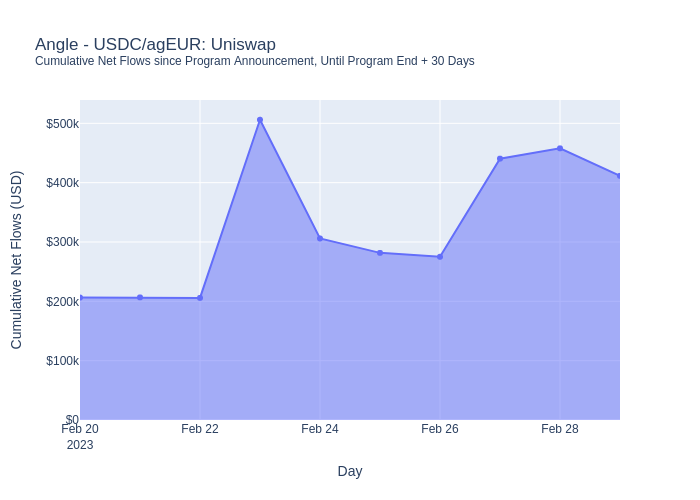 Angle - USDC/agEUR: Uniswap
Cumulative Net Flows since Program Announcement, Until Program End + 30 Days
Cumulative Net Flows (USD)
$500k
$400k
$300k
$200k
$100k
$0
Feb 20
2023
Feb 22
Feb 24
Feb 26
Feb 28
Day